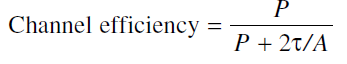 Channel efficiency = P / (P + 2τ/A)